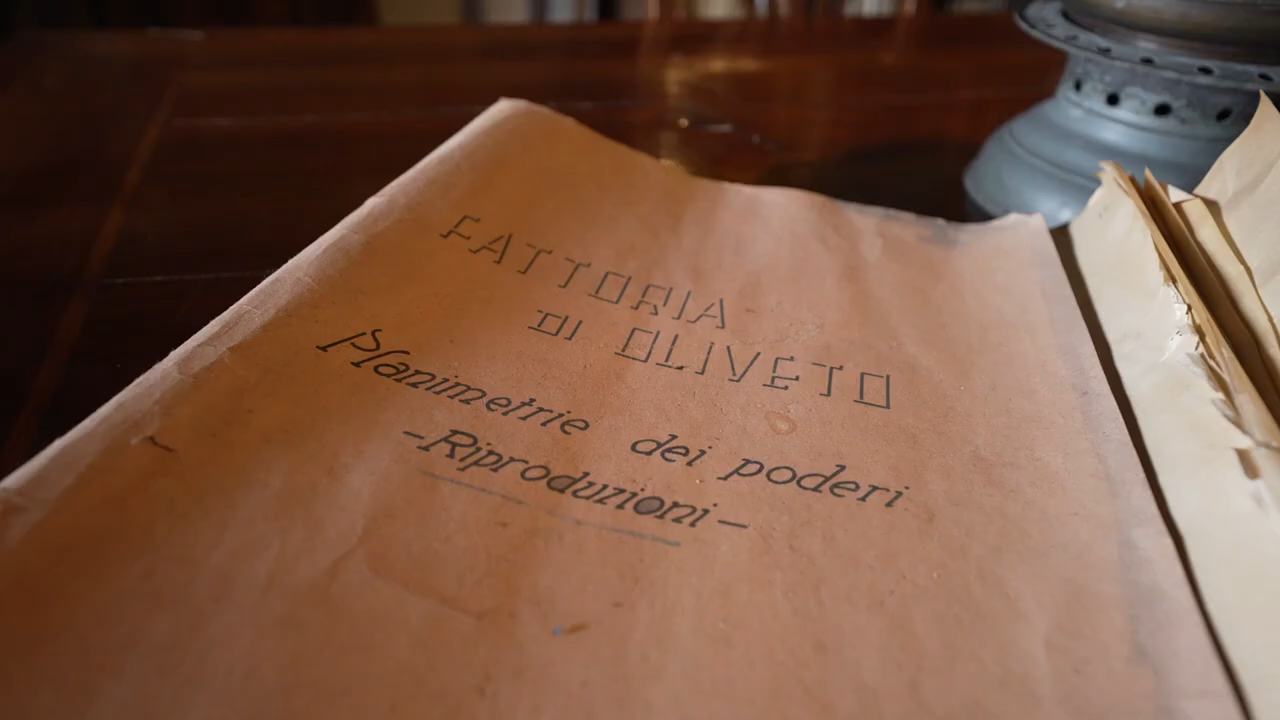 FATTORIA
DI OLIVETO
Planimetrie dei poderi
-Riproduzioni-